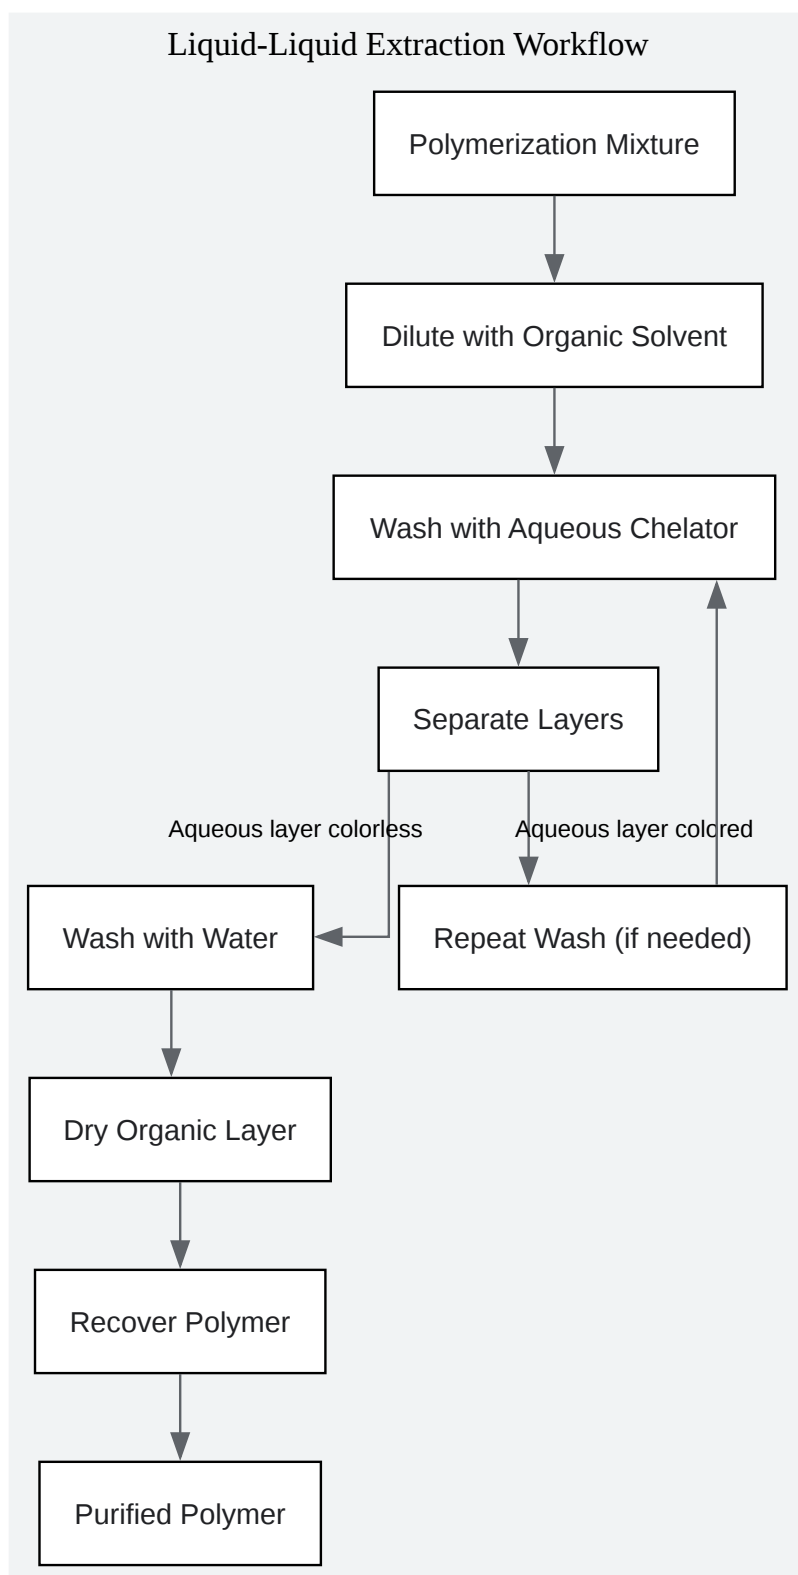 Liquid-Liquid Extraction Workflow
Polymerization Mixture
Dilute with Organic Solvent
Wash with Aqueous Chelator
Separate Layers
Aqueous layer colorless
Aqueous layer colored
Wash with Water
Repeat Wash (if needed)
Dry Organic Layer
Recover Polymer
Purified Polymer